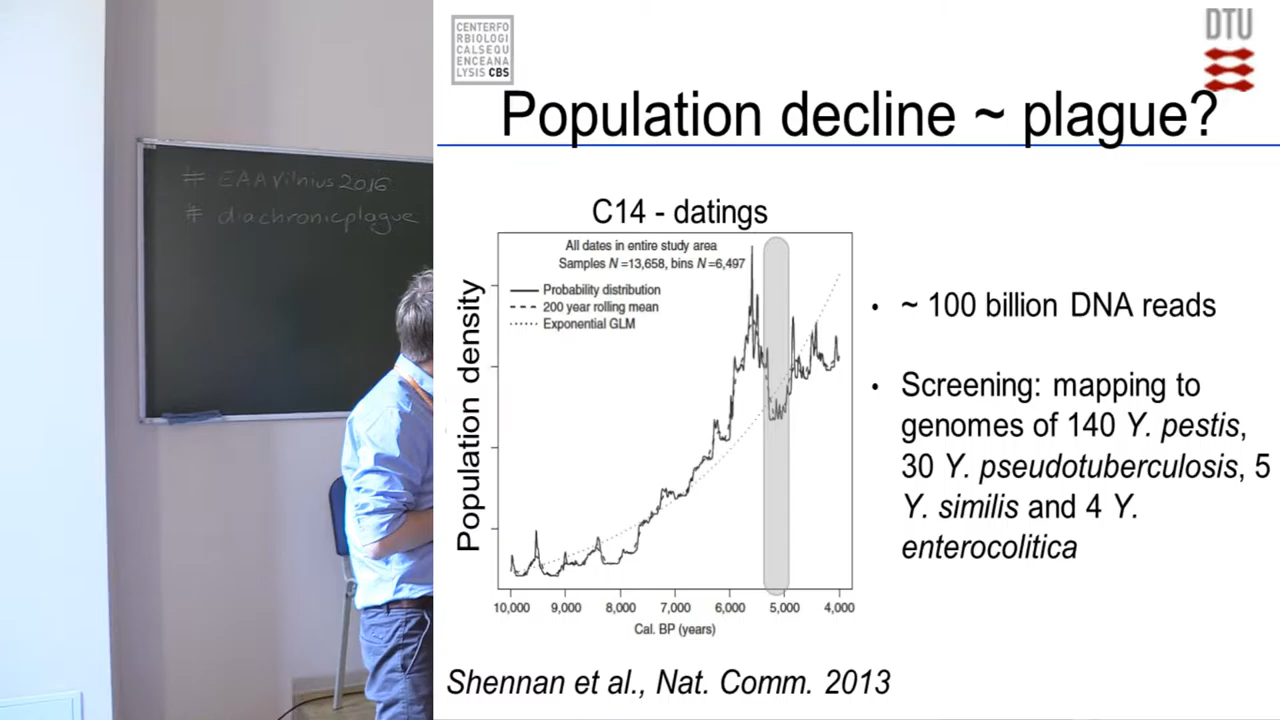 # EAAVilnius2016
# diachronicplague
CENTERFO
RBIOLOGI
CALSEQU
ENCEANA
LYSIS CBS
DTU
Population decline ~ plague?
C14 - datings
All dates in entire study area
Samples N =13,658, bins N =6,497
Probability distribution
200 year rolling mean
Exponential GLM
Population density
10,000 9,000 8,000 7,000 6,000 5,000 4,000
Cal. BP (years)
Shennan et al., Nat. Comm. 2013
• ~ 100 billion DNA reads
• Screening: mapping to
genomes of 140 Y. pestis,
30 Y. pseudotuberculosis, 5
Y. similis and 4 Y.
enterocolitica